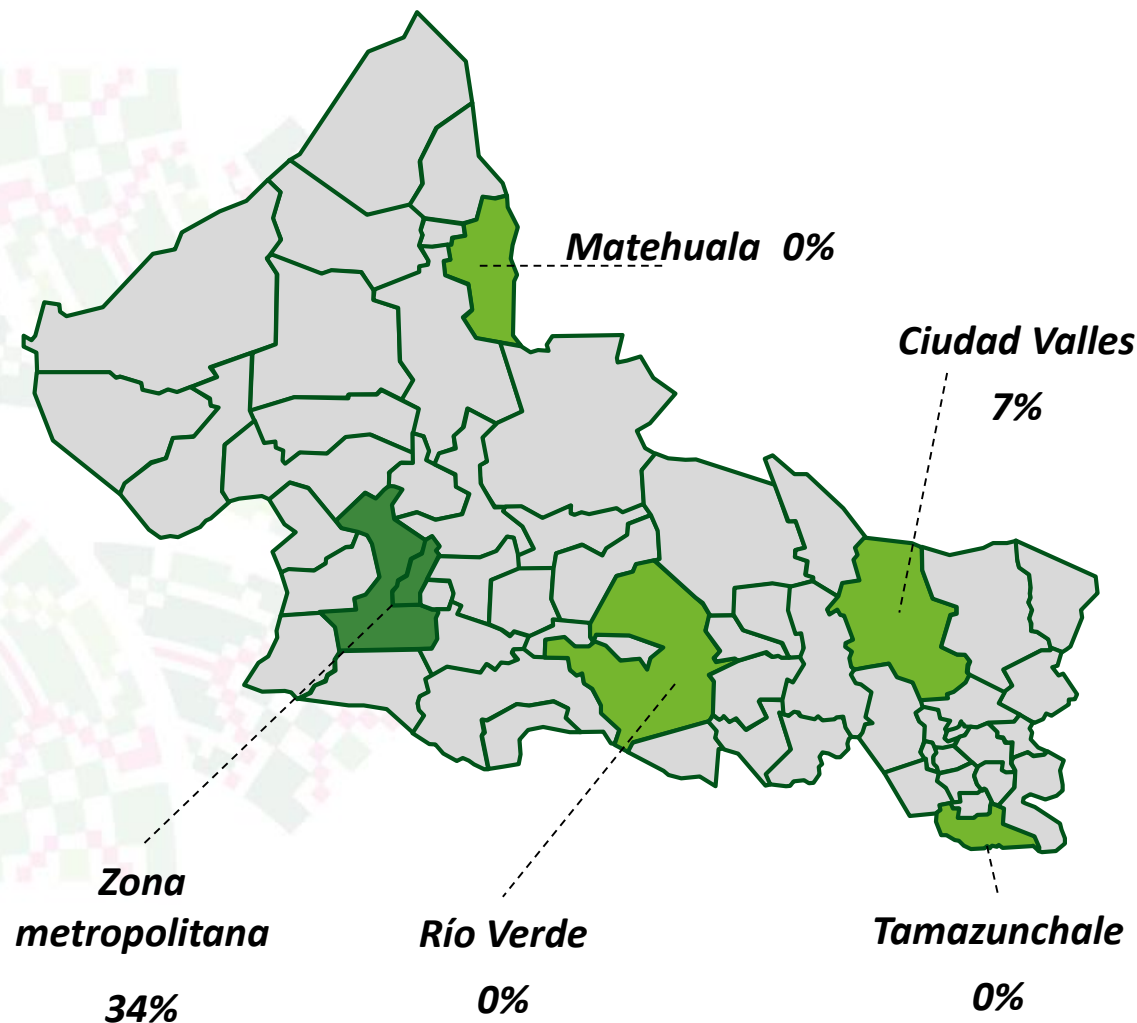 Matehuala 0%
Ciudad Valles
7%
Zona
metropolitana
34%
Río Verde
0%
Tamazunchale
0%